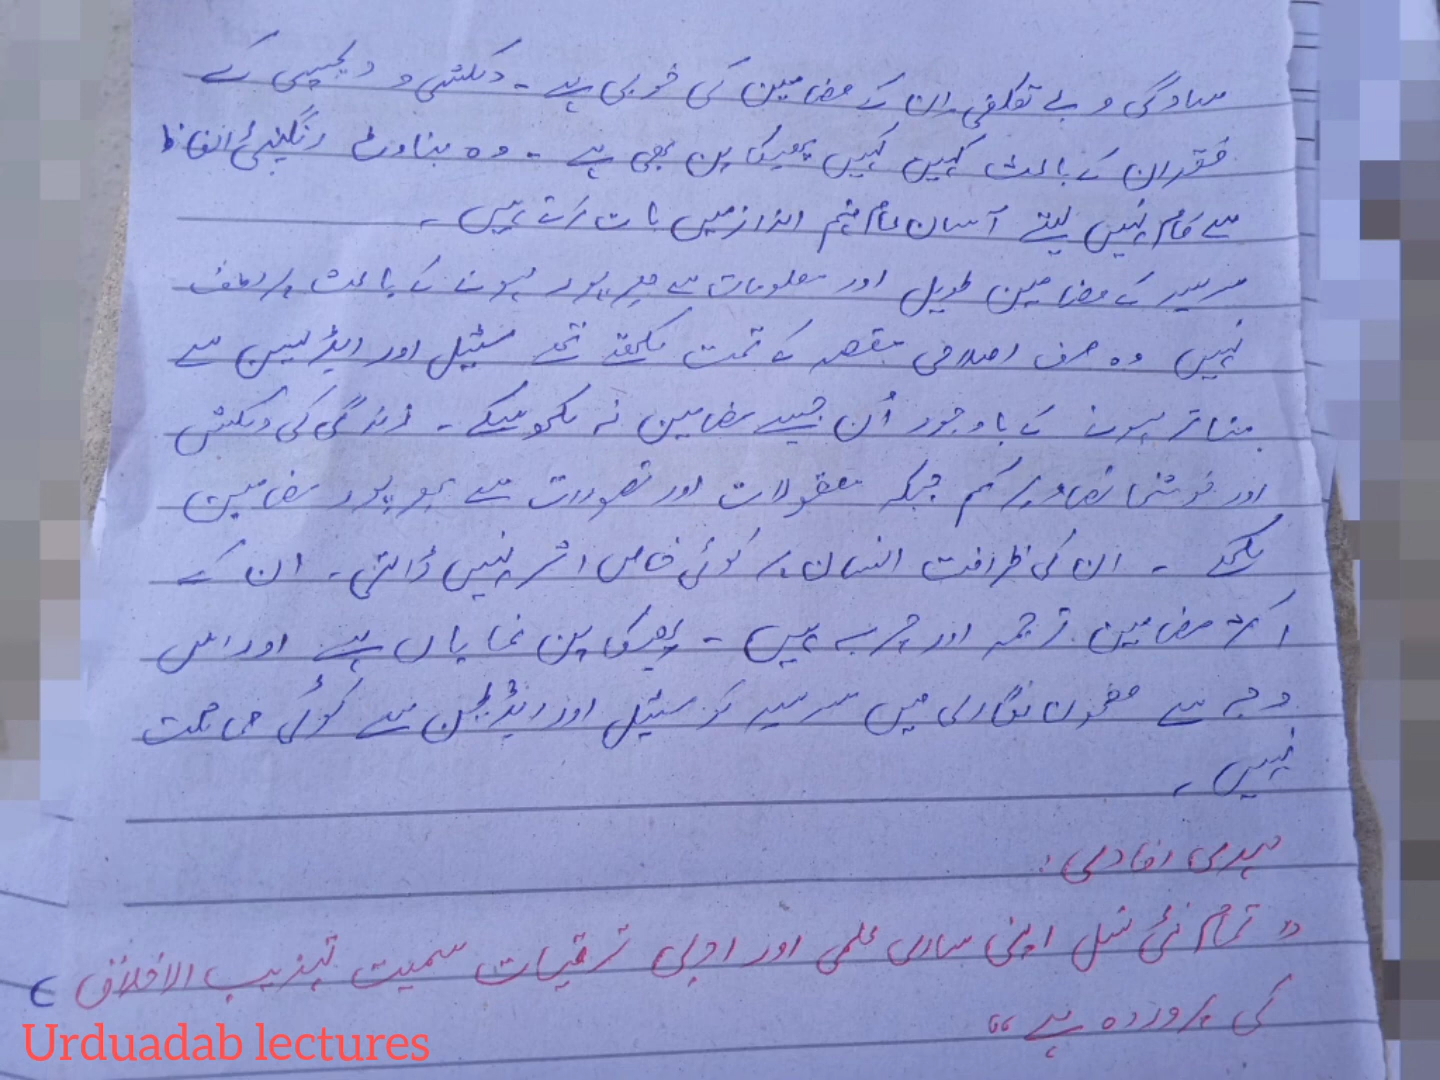 سادگی و بے تکلفی ان کے مضامین کی خوبی ہے ۔ دلکشی و دلچسپی کے
فقدان کے باعث کہیں کہیں پھیکا پن بھی ہے ۔ وہ بناوٹ رنگینئ الفاظ
سے کام نہیں لیتے آسان عام فہم انداز میں بات کرتے ہیں ۔
سرسید کے مضامین طویل اور معلومات سے بھرپور ہونے کے باعث پرلطف
نہیں وہ صرف اصلاحی مقصد کے تحت لکھتے تھے سٹیل اور ایڈیسن سے
متاثر ہونے کے باوجود اُن جیسے مضامین نہ لکھ سکے ۔ زندگی کی دلکش
اور خوشنما تصاویر کم جبکہ معقولات اور تصورات سے بھرپور مضامین
لکھے ۔ ان کی ظرافت انسان پر کوئی خاص اثر نہیں ڈالتی ۔ ان کے
اکثر مضامین ترجمہ اور چربہ ہیں ۔ پھیکا پن نمایاں ہے اور اس
وجہ سے مضمون نگاری میں سرسید کو سٹیل اور ایڈیسن سے کوئی مماثلت
نہیں ۔
مہدی افادی :
" تمام نئی نسل اپنی ساری علمی اور ادبی ترقیات سمیت تہذیب الاخلاق
کی پروردہ ہے "
Urduadab lectures